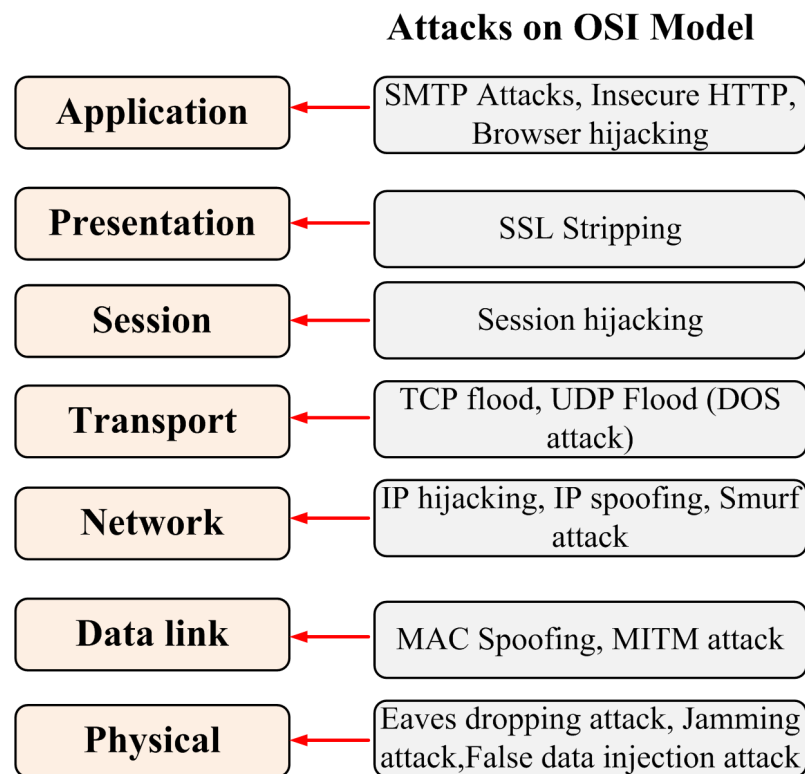 Attacks on OSI Model
Application
SMTP Attacks, Insecure HTTP,
Browser hijacking
Presentation
SSL Stripping
Session
Session hijacking
Transport
TCP flood, UDP Flood (DOS
attack)
Network
IP hijacking, IP spoofing, Smurf
attack
Data link
MAC Spoofing, MITM attack
Physical
Eaves dropping attack, Jamming
attack,False data injection attack